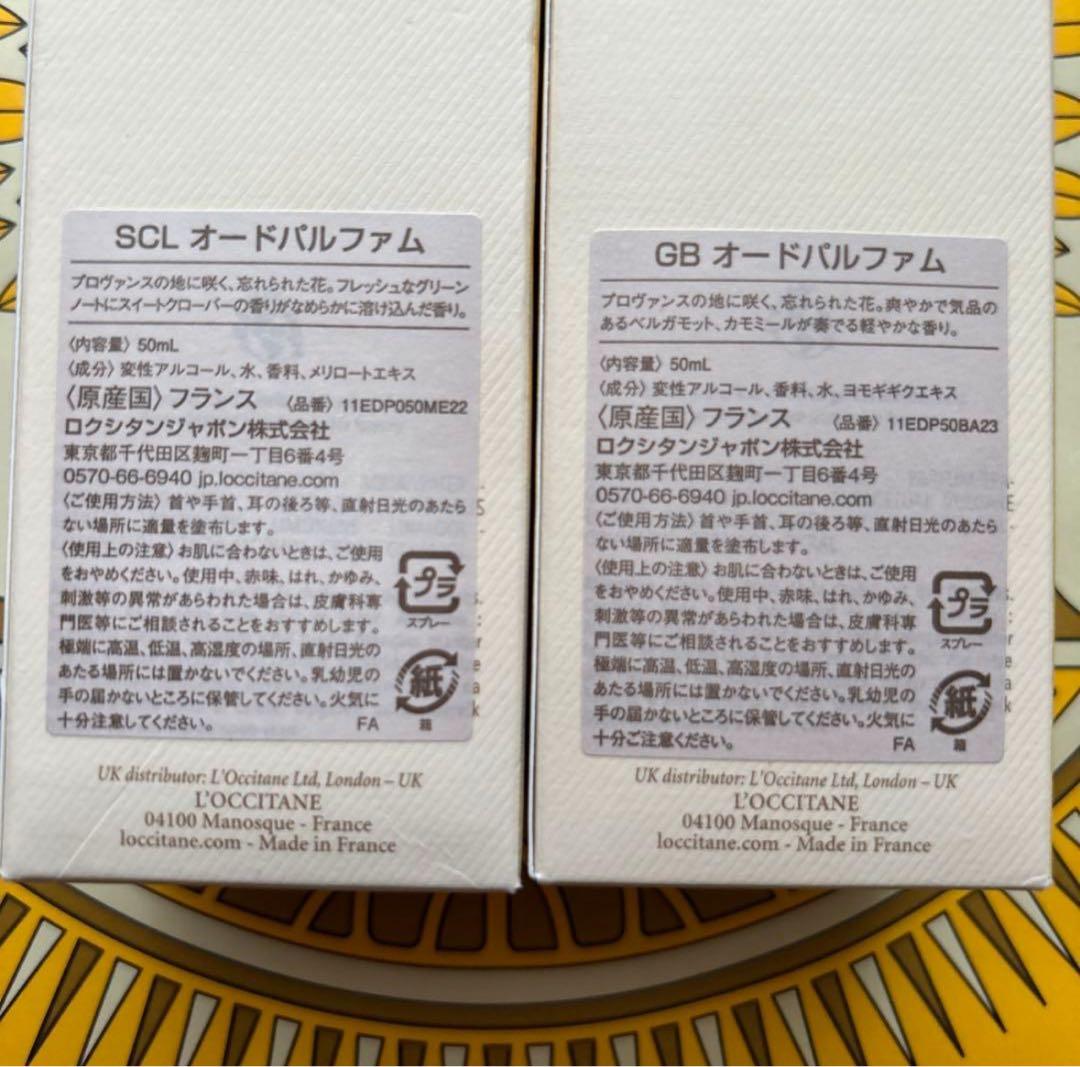 SCL オードパルファム
プロヴァンスの地に咲く、忘れられた花。フレッシュなグリーン
ノートにスイートクローバーの香りがなめらかに溶け込んだ香り。
〈内容量〉 50mL
〈成分〉 変性アルコール、水、香料、メリロートエキス
〈原産国〉フランス 〈品番〉 11EDP050ME22
ロクシタンジャポン株式会社
東京都千代田区麹町一丁目6番4号
0570-66-6940 jp.loccitane.com
〈ご使用方法〉 首や手首、耳の後ろ等、直射日光のあたら
ない場所に適量を塗布します。
〈使用上の注意〉 お肌に合わないときは、ご使用
をおやめください。使用中、赤味、はれ、かゆみ、
刺激等の異常があらわれた場合は、皮膚科専
門医等にご相談されることをおすすめします。
極端に高温、低温、高湿度の場所、直射日光の
あたる場所には置かないでください。乳幼児の
手の届かないところに保管してください。火気に
十分注意してください。 FA
プラ
スプレー
紙
箱
UK distributor: L'Occitane Ltd, London – UK
L'OCCITANE
04100 Manosque - France
loccitane.com - Made in France
GB オードパルファム
プロヴァンスの地に咲く、忘れられた花。爽やかで気品の
あるベルガモット、カモミールが奏でる軽やかな香り。
〈内容量〉 50mL
〈成分〉 変性アルコール、香料、水、ヨモギギクエキス
〈原産国〉フランス 〈品番〉 11EDP50BA23
ロクシタンジャポン株式会社
東京都千代田区麹町一丁目6番4号
0570-66-6940 jp.loccitane.com
〈ご使用方法〉 首や手首、耳の後ろ等、直射日光のあたら
ない場所に適量を塗布します。
〈使用上の注意〉 お肌に合わないときは、ご使用
をおやめください。使用中、赤味、はれ、かゆみ、
刺激等の異常があらわれた場合は、皮膚科専
門医等にご相談されることをおすすめします。
極端に高温、低温、高湿度の場所、直射日光の
あたる場所には置かないでください。乳幼児の
手の届かないところに保管してください。火気に
十分ご注意ください。 FA
プラ
スプレー
紙
箱
UK distributor: L'Occitane Ltd, London – UK
L'OCCITANE
04100 Manosque - France
loccitane.com - Made in France